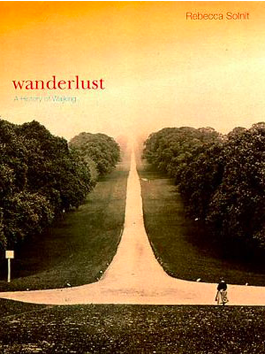 Rebecca Solnit
wanderlust
A History of Walking